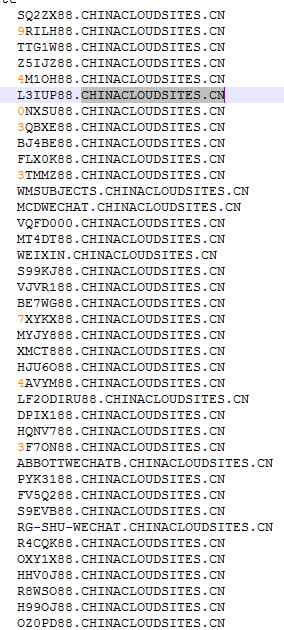 SQ2ZX88.CHINACLOUDSITES.CN
9RILH88.CHINACLOUDSITES.CN
TTG1W88.CHINACLOUDSITES.CN
Z5IJZ88.CHINACLOUDSITES.CN
4M1OH88.CHINACLOUDSITES.CN
L3IUP88.CHINACLOUDSITES.CN
0NXSU88.CHINACLOUDSITES.CN
3QBXE88.CHINACLOUDSITES.CN
BJ4BE88.CHINACLOUDSITES.CN
FLX0K88.CHINACLOUDSITES.CN
3TMMZ88.CHINACLOUDSITES.CN
WMSUBJECTS.CHINACLOUDSITES.CN
MCDWECHAT.CHINACLOUDSITES.CN
VQFD000.CHINACLOUDSITES.CN
MT4DT88.CHINACLOUDSITES.CN
WEIXIN.CHINACLOUDSITES.CN
S99KJ88.CHINACLOUDSITES.CN
VJVR188.CHINACLOUDSITES.CN
BE7WG88.CHINACLOUDSITES.CN
7XYKX88.CHINACLOUDSITES.CN
MYJY888.CHINACLOUDSITES.CN
XMCT888.CHINACLOUDSITES.CN
HJU6O88.CHINACLOUDSITES.CN
4AVYM88.CHINACLOUDSITES.CN
LF2ODIRU88.CHINACLOUDSITES.CN
DPIX188.CHINACLOUDSITES.CN
HQNV788.CHINACLOUDSITES.CN
3F7ON88.CHINACLOUDSITES.CN
ABBOTTWECHATB.CHINACLOUDSITES.CN
PYK3188.CHINACLOUDSITES.CN
FV5Q288.CHINACLOUDSITES.CN
S9EVB88.CHINACLOUDSITES.CN
RG-SHU-WECHAT.CHINACLOUDSITES.CN
R4CQK88.CHINACLOUDSITES.CN
OXY1X88.CHINACLOUDSITES.CN
HHV0J88.CHINACLOUDSITES.CN
R8WSO88.CHINACLOUDSITES.CN
H99OJ88.CHINACLOUDSITES.CN
OZ0PD88.CHINACLOUDSITES.CN